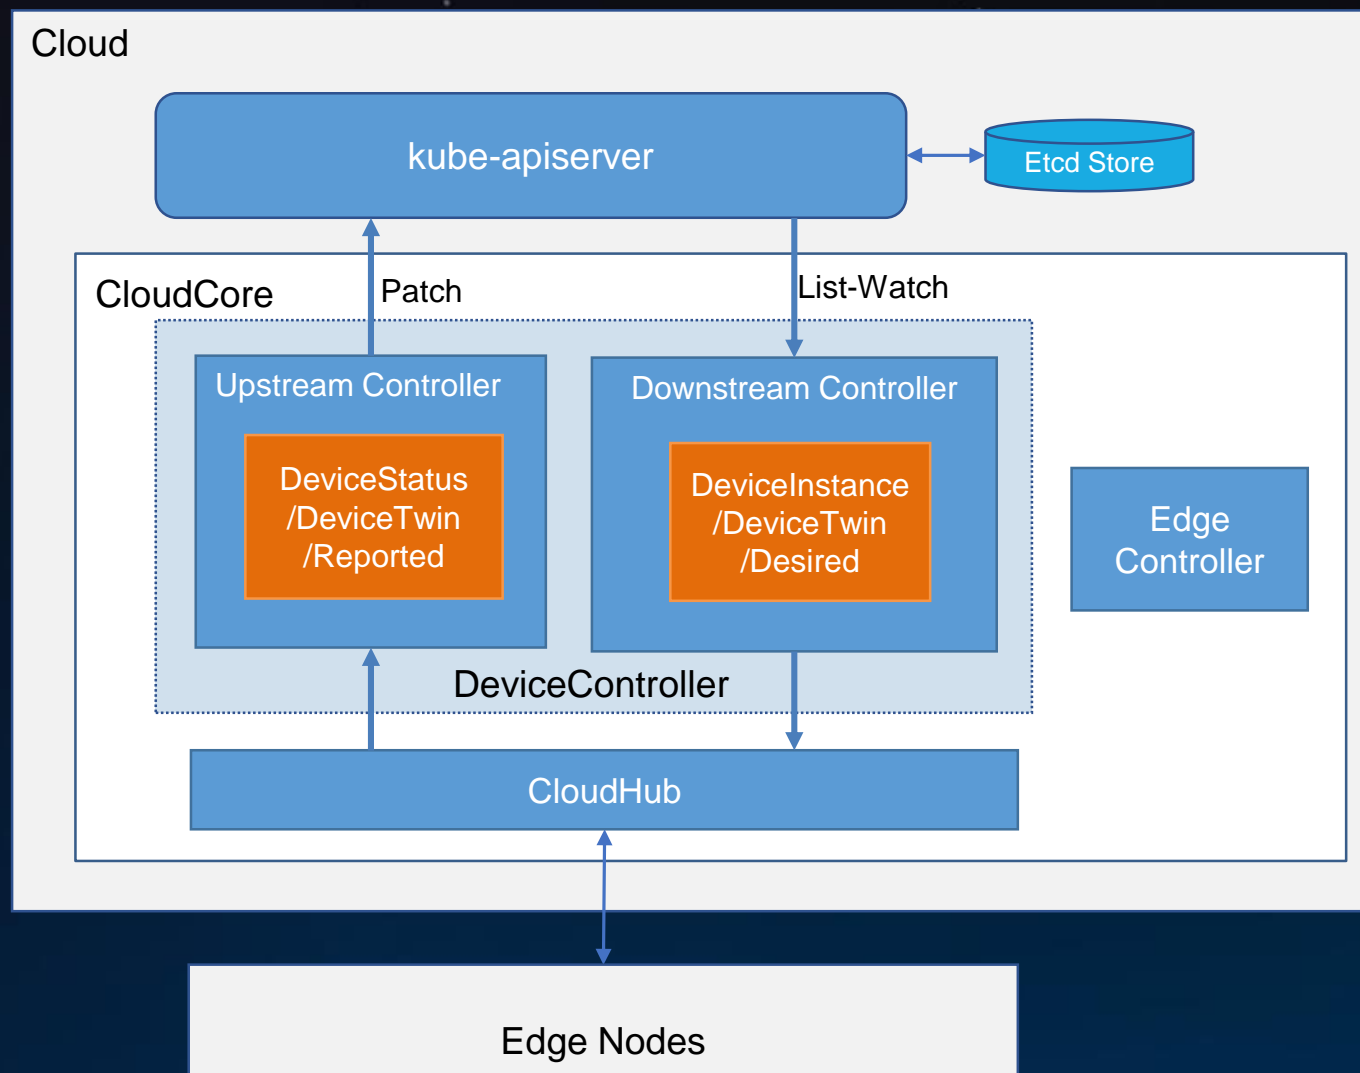 Cloud
kube-apiserver
Etcd Store
CloudCore
Patch
List-Watch
Upstream Controller
Downstream Controller
DeviceStatus
/DeviceTwin
/Reported
DeviceInstance
/DeviceTwin
/Desired
Edge
Controller
DeviceController
CloudHub
Edge Nodes